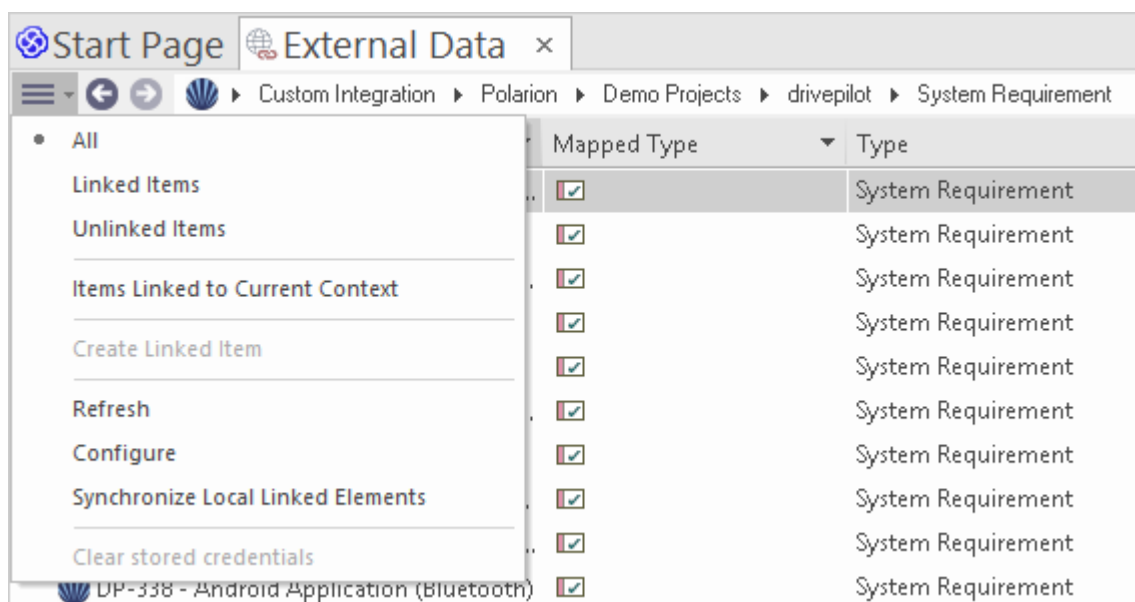 Start Page External Data ×
Custom Integration Polarion Demo Projects drivepilot System Requirement
All Mapped Type Type
Linked Items System Requirement
Unlinked Items System Requirement
Items Linked to Current Context System Requirement
System Requirement
Create Linked Item System Requirement
Refresh System Requirement
Configure System Requirement
Synchronize Local Linked Elements System Requirement
Clear stored credentials System Requirement
DP-338 - Android Application (Bluetooth) System Requirement